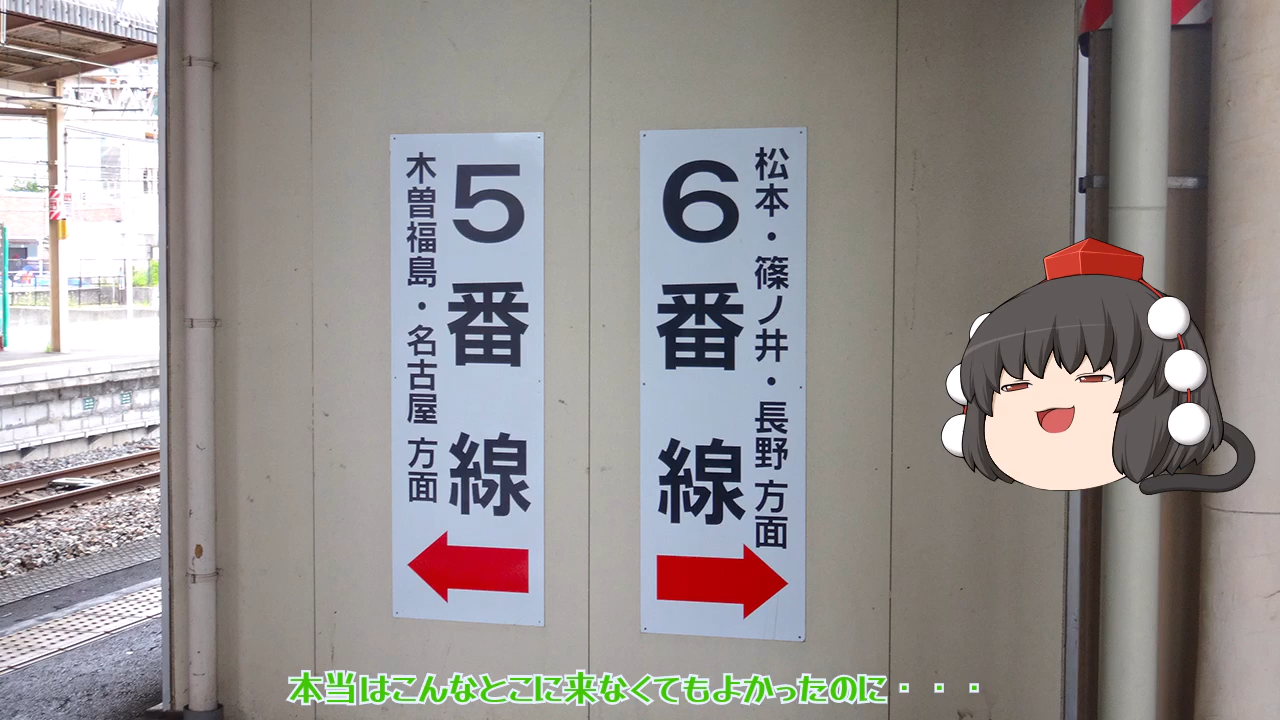 5番線
木曽福島・名古屋 方面
松本・篠ノ井・長野 方面
6番線
本当はこんなとこに来なくてもよかったのに・・・